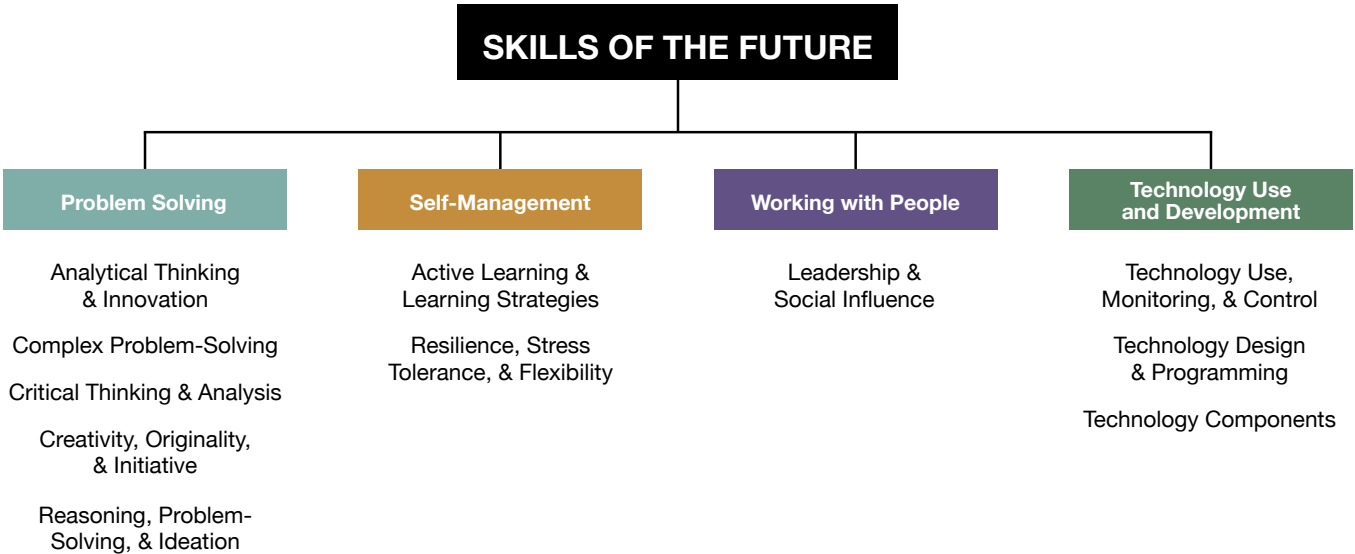 SKILLS OF THE FUTURE
Problem Solving
Analytical Thinking
& Innovation
Complex Problem-Solving
Critical Thinking & Analysis
Creativity, Originality,
& Initiative
Reasoning, Problem-
Solving, & Ideation
Self-Management
Active Learning &
Learning Strategies
Resilience, Stress
Tolerance, & Flexibility
Working with People
Leadership &
Social Influence
Technology Use
and Development
Technology Use,
Monitoring, & Control
Technology Design
& Programming
Technology Components